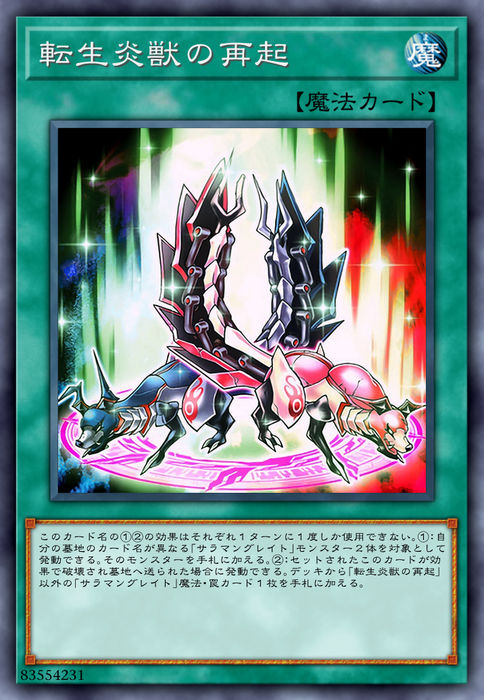 転生炎獣の再起
魔
【魔法カード】
このカード名の①②の効果はそれぞれ１ターンに１度しか使用できない。①：自
分の墓地のカード名が異なる「サラマングレイト」モンスター２体を対象として
発動できる。そのモンスターを手札に加える。②：セットされたこのカードが効
果で破壊され墓地へ送られた場合に発動できる。デッキから「転生炎獣の再起」
以外の「サラマングレイト」魔法・罠カード１枚を手札に加える。
83554231